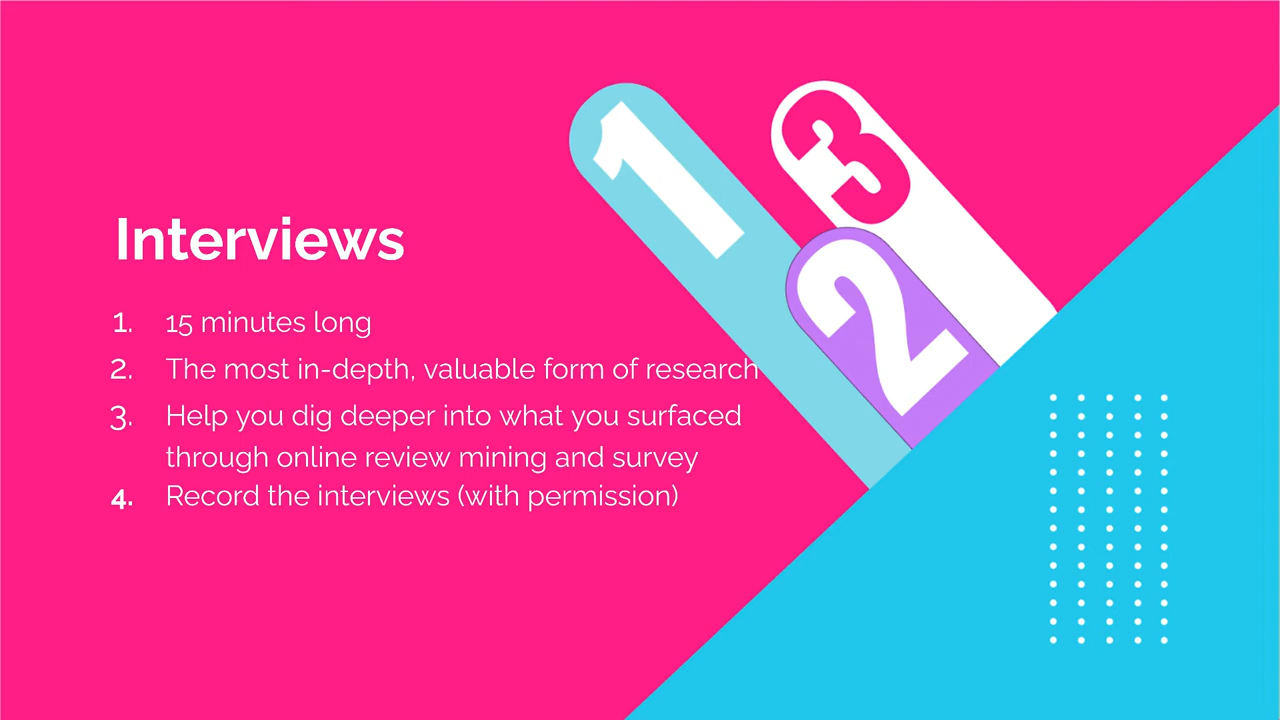 1
3
2
Interviews
1. 15 minutes long
2. The most in-depth, valuable form of research
3. Help you dig deeper into what you surfaced
through online review mining and survey
4. Record the interviews (with permission)